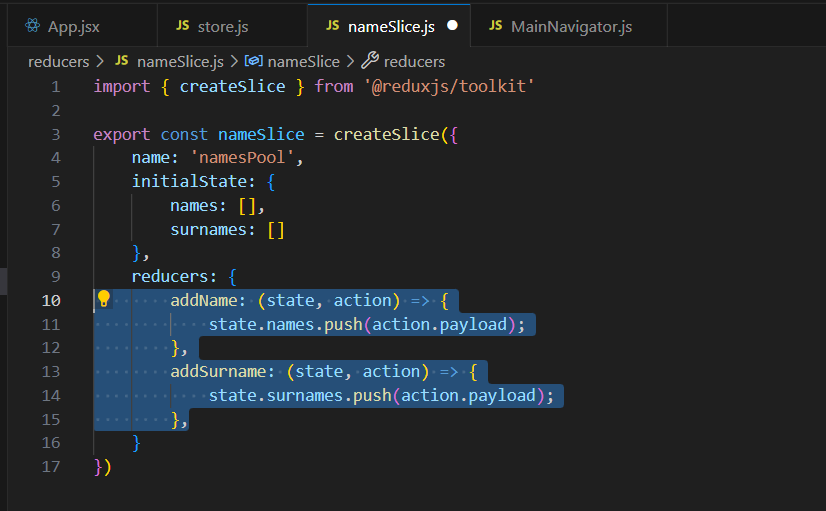 App.jsx JS store.js JS nameSlice.js JS MainNavigator.js
reducers > JS nameSlice.js > nameSlice > reducers
1 import { createSlice } from '@reduxjs/toolkit'
2
3 export const nameSlice = createSlice({
4     name: 'namesPool',
5     initialState: {
6         names: [],
7         surnames: []
8     },
9     reducers: {
10         addName: (state, action) => {
11             state.names.push(action.payload);
12         },
13         addSurname: (state, action) => {
14             state.surnames.push(action.payload);
15         },
16     }
17 })